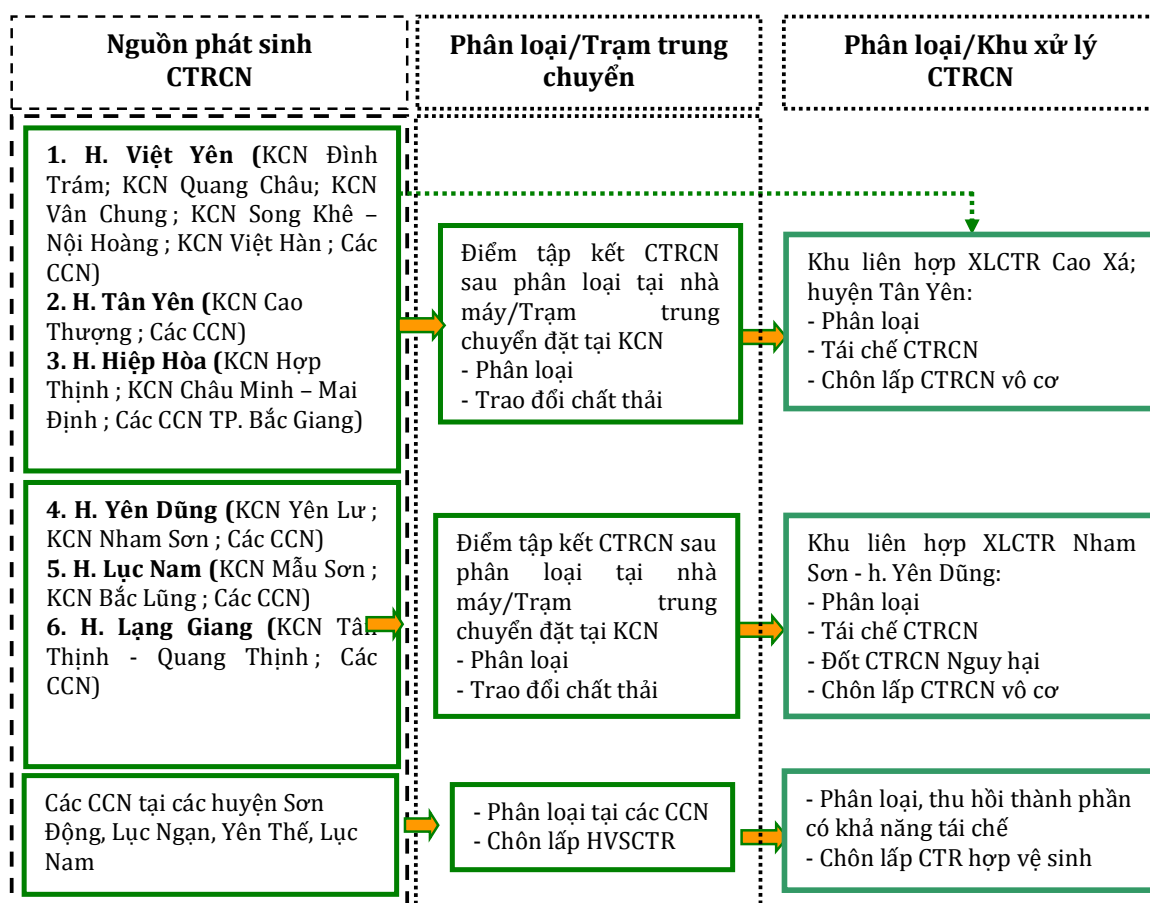 Nguồn phát sinh
CTRCN
Phân loại/Trạm trung
chuyển
Phân loại/Khu xử lý
CTRCN
1. H. Việt Yên (KCN Đình
Trám; KCN Quang Châu; KCN
Vân Chung ; KCN Song Khê –
Nội Hoàng ; KCN Việt Hàn ; Các
CCN)
2. H. Tân Yên (KCN Cao
Thượng ; Các CCN)
3. H. Hiệp Hòa (KCN Hợp
Thịnh ; KCN Châu Minh – Mai
Định ; Các CCN TP. Bắc Giang)
Điểm tập kết CTRCN
sau phân loại tại nhà
máy/Trạm trung
chuyển đặt tại KCN
- Phân loại
- Trao đổi chất thải
Khu liên hợp XLCTR Cao Xá;
huyện Tân Yên:
- Phân loại
- Tái chế CTRCN
- Chôn lấp CTRCN vô cơ
4. H. Yên Dũng (KCN Yên Lư ;
KCN Nham Sơn ; Các CCN)
5. H. Lục Nam (KCN Mẫu Sơn ;
KCN Bắc Lũng ; Các CCN)
6. H. Lạng Giang (KCN Tân
Thịnh - Quang Thịnh ; Các
CCN)
Điểm tập kết CTRCN sau
phân loại tại nhà
máy/Trạm trung
chuyển đặt tại KCN
- Phân loại
- Trao đổi chất thải
Khu liên hợp XLCTR Nham
Sơn - h. Yên Dũng:
- Phân loại
- Tái chế CTRCN
- Đốt CTRCN Nguy hại
- Chôn lấp CTRCN vô cơ
Các CCN tại các huyện Sơn
Động, Lục Ngạn, Yên Thế, Lục
Nam
- Phân loại tại các CCN
- Chôn lấp HVSCTR
- Phân loại, thu hồi thành phần
có khả năng tái chế
- Chôn lấp CTR hợp vệ sinh